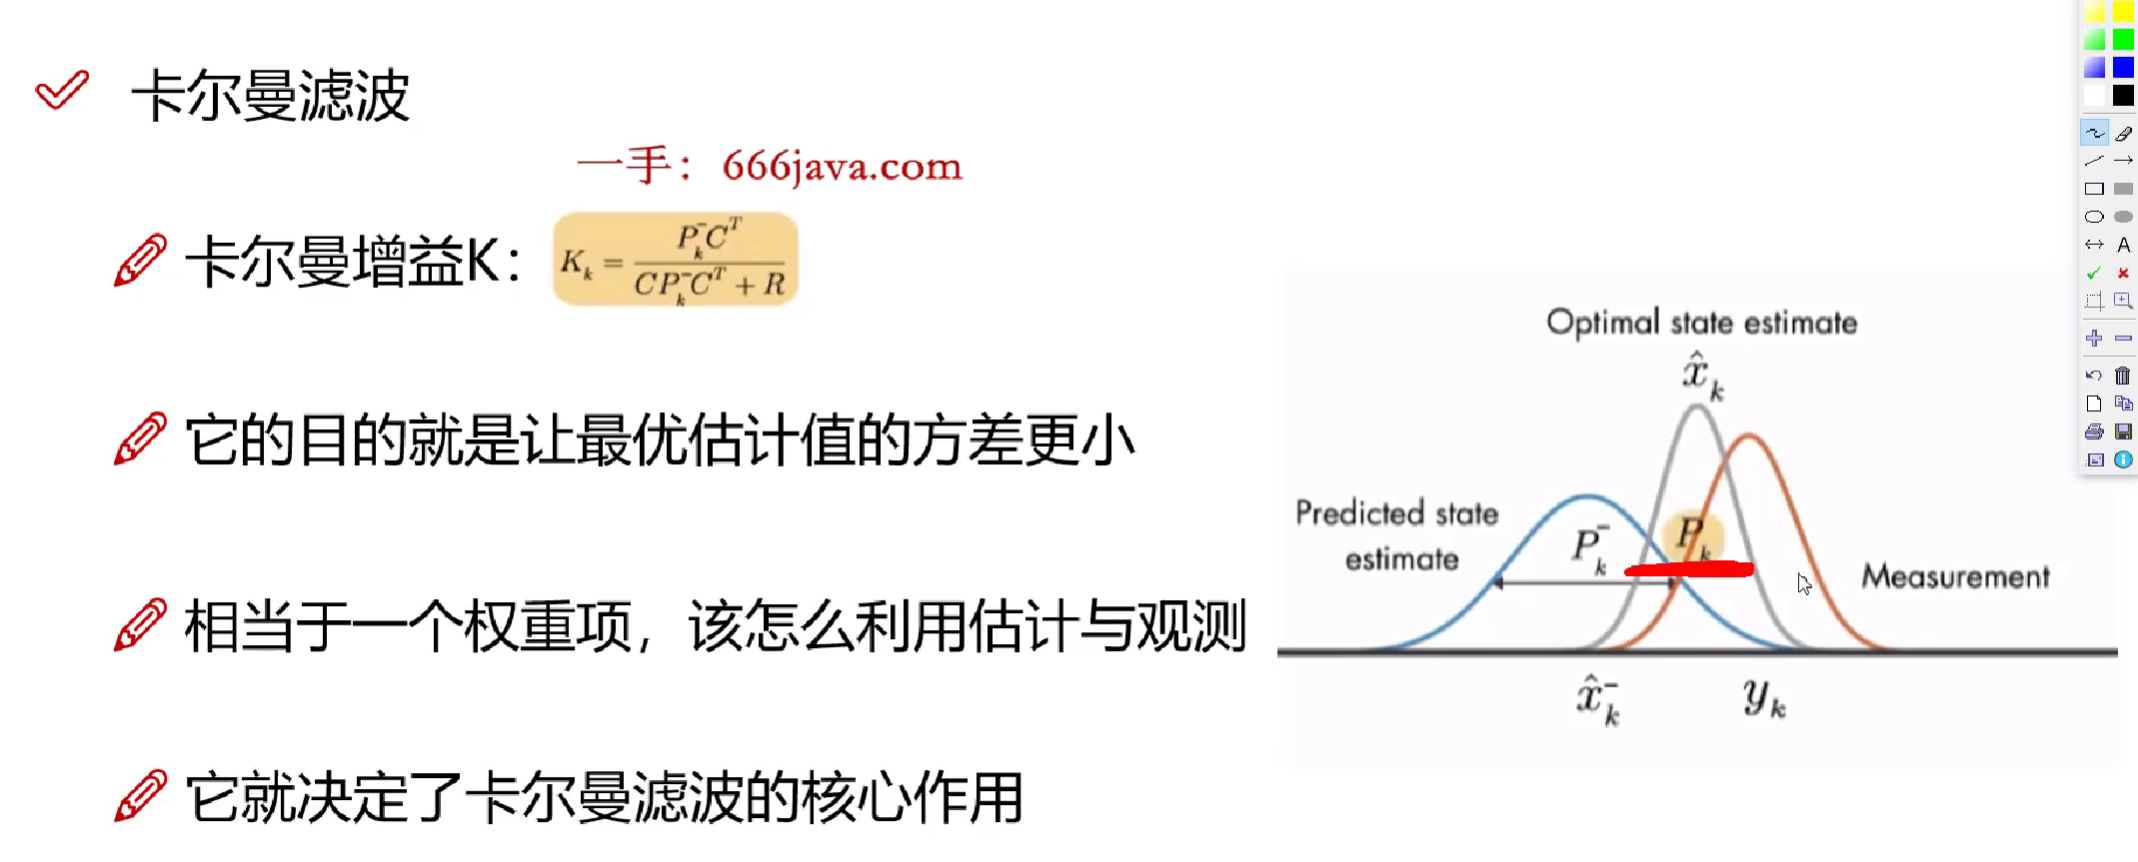 卡尔曼滤波
一手：666java.com
卡尔曼增益K： K_k = P_k^- C^T / (C P_k^- C^T + R)
它的目的就是让最优估计值的方差更小
相当于一个权重项，该怎么利用估计与观测
它就决定了卡尔曼滤波的核心作用
Optimal state estimate
x̂_k
Predicted state
estimate
P_k^-
P_k
Measurement
x̂_k^-
y_k
A